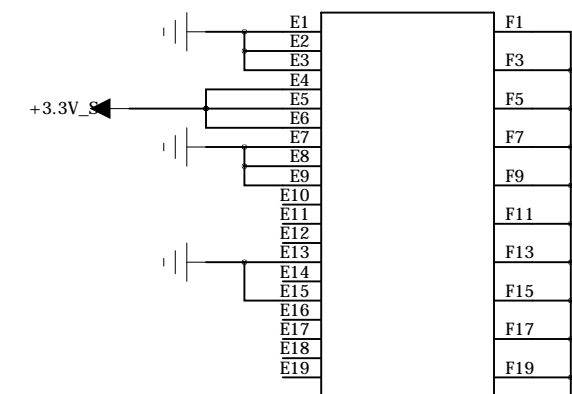 E1 F1
E2
E3 F3
E4
+3.3V_S E5 F5
E6
E7 F7
E8
E9 F9
E10
E11 F11
E12
E13 F13
E14
E15 F15
E16
E17 F17
E18
E19 F19